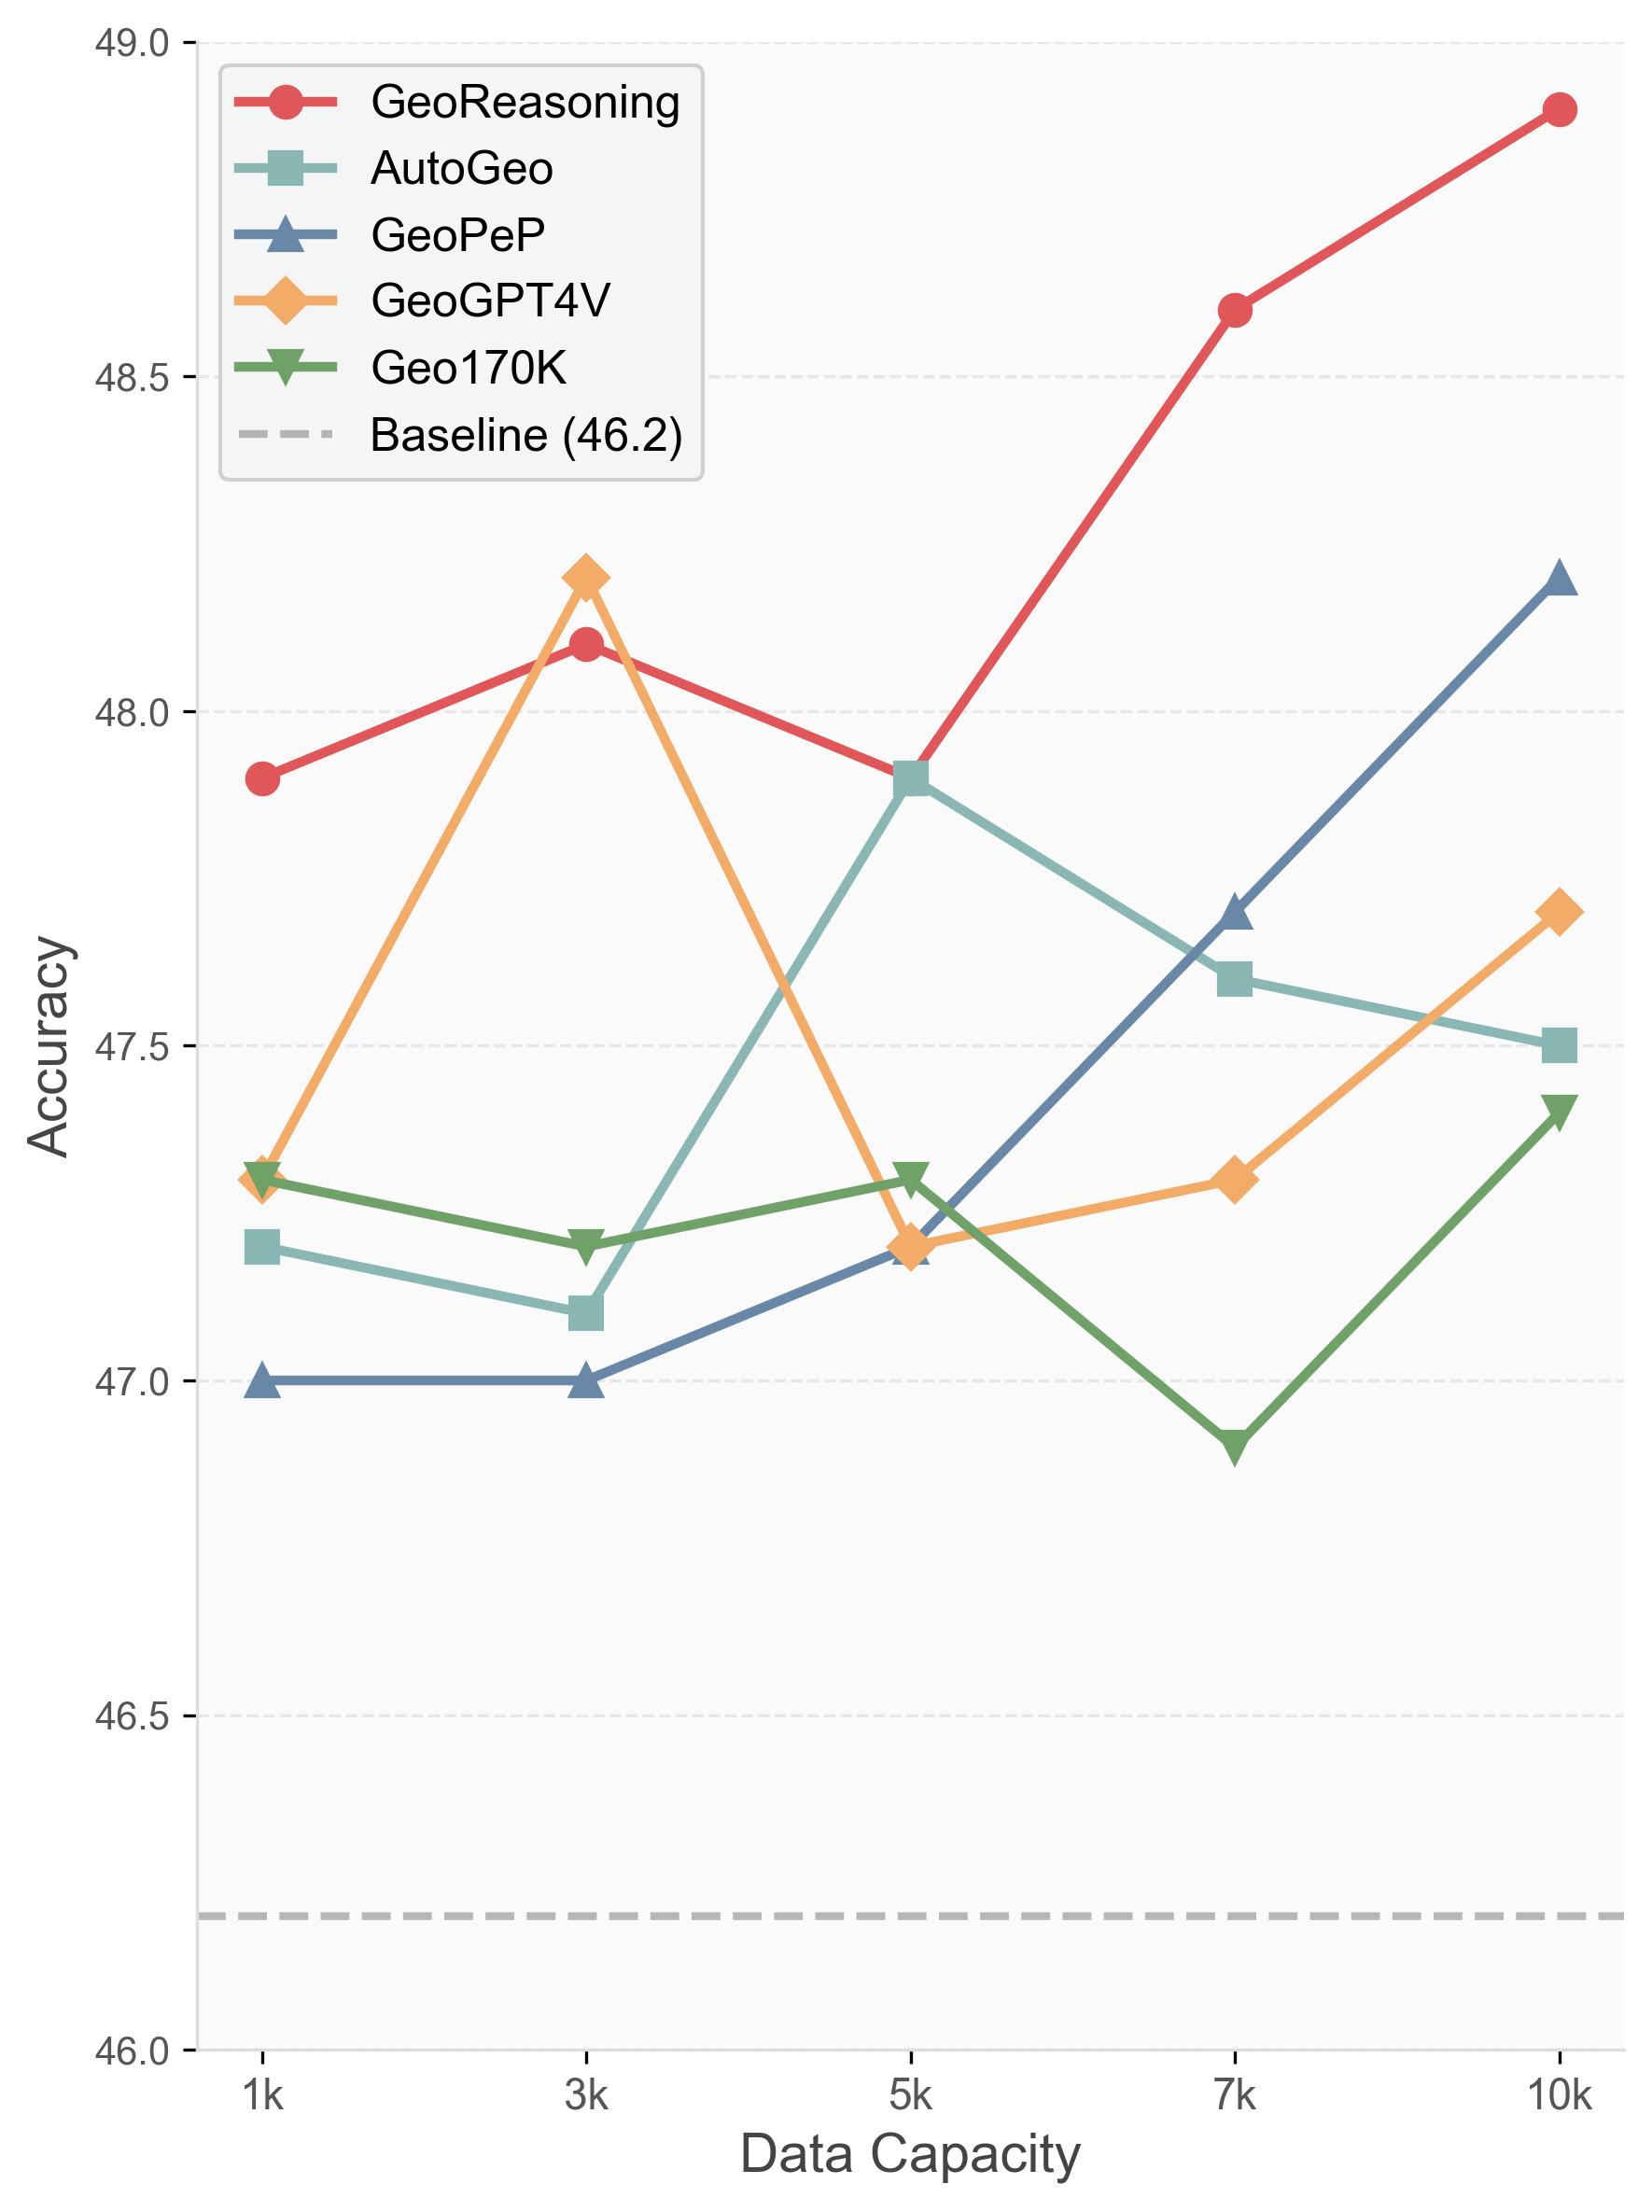 49.0
48.5
48.0
47.5
47.0
46.5
46.0
Accuracy
GeoReasoning
AutoGeo
GeoPeP
GeoGPT4V
Geo170K
Baseline (46.2)
1k 3k 5k 7k 10k
Data Capacity